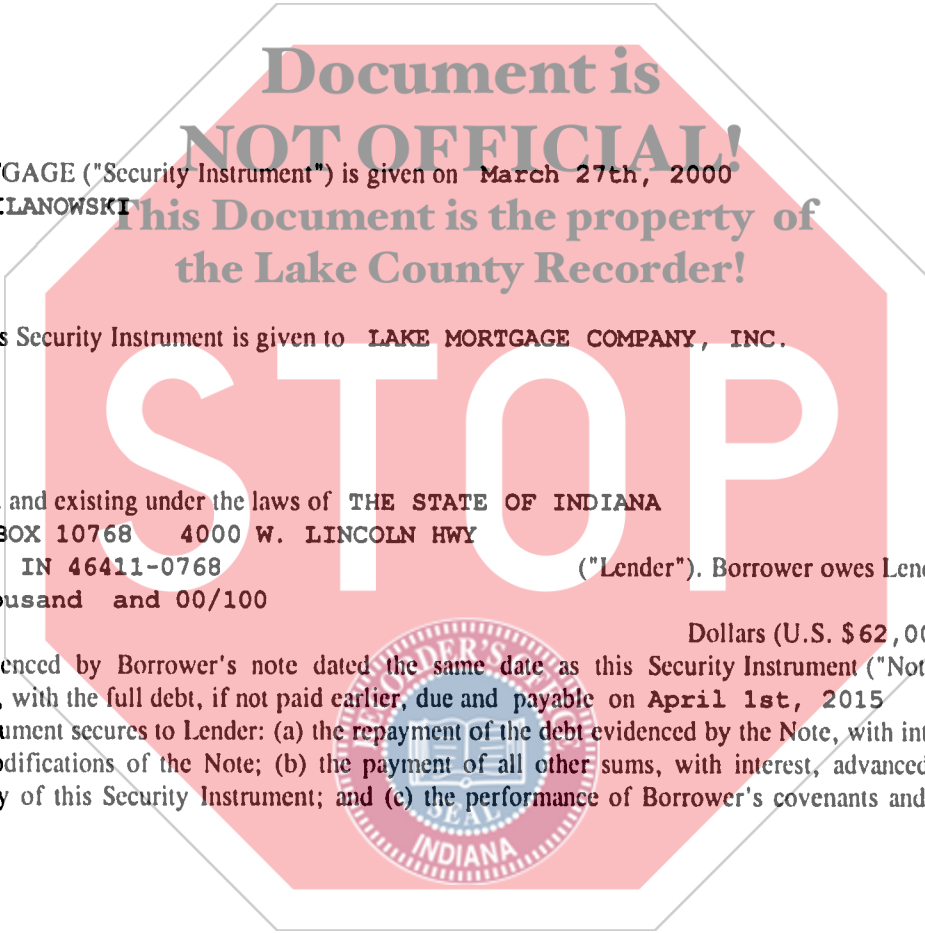 Document is
NOT OFFICIAL!
GAGE ("Security Instrument") is given on March 27th, 2000
LANOWSKI
This Document is the property of
the Lake County Recorder!
s Security Instrument is given to LAKE MORTGAGE COMPANY, INC.
STOP
and existing under the laws of THE STATE OF INDIANA
BOX 10768 4000 W. LINCOLN HWY
IN 46411-0768 ("Lender"). Borrower owes Lend
usand and 00/100
Dollars (U.S. $62,00
enced by Borrower's note dated the same date as this Security Instrument ("Not
, with the full debt, if not paid earlier, due and payable on April 1st, 2015
ument secures to Lender: (a) the repayment of the debt evidenced by the Note, with int
difications of the Note; (b) the payment of all other sums, with interest, advanced
y of this Security Instrument; and (c) the performance of Borrower's covenants and
RECORDER'S OFFICE
SEAL
INDIANA